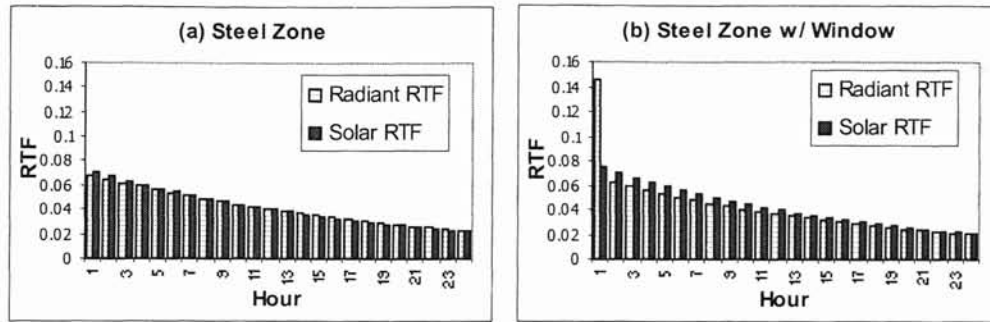 (a) Steel Zone
0.16
0.14
0.12
0.1
0.08
0.06
0.04
0.02
0
RTF
Radiant RTF
Solar RTF
1 3 5 7 9 11 13 15 17 19 21 23
Hour
(b) Steel Zone w/ Window
0.16
0.14
0.12
0.1
0.08
0.06
0.04
0.02
0
RTF
Radiant RTF
Solar RTF
1 3 5 7 9 11 13 15 17 19 21 23
Hour